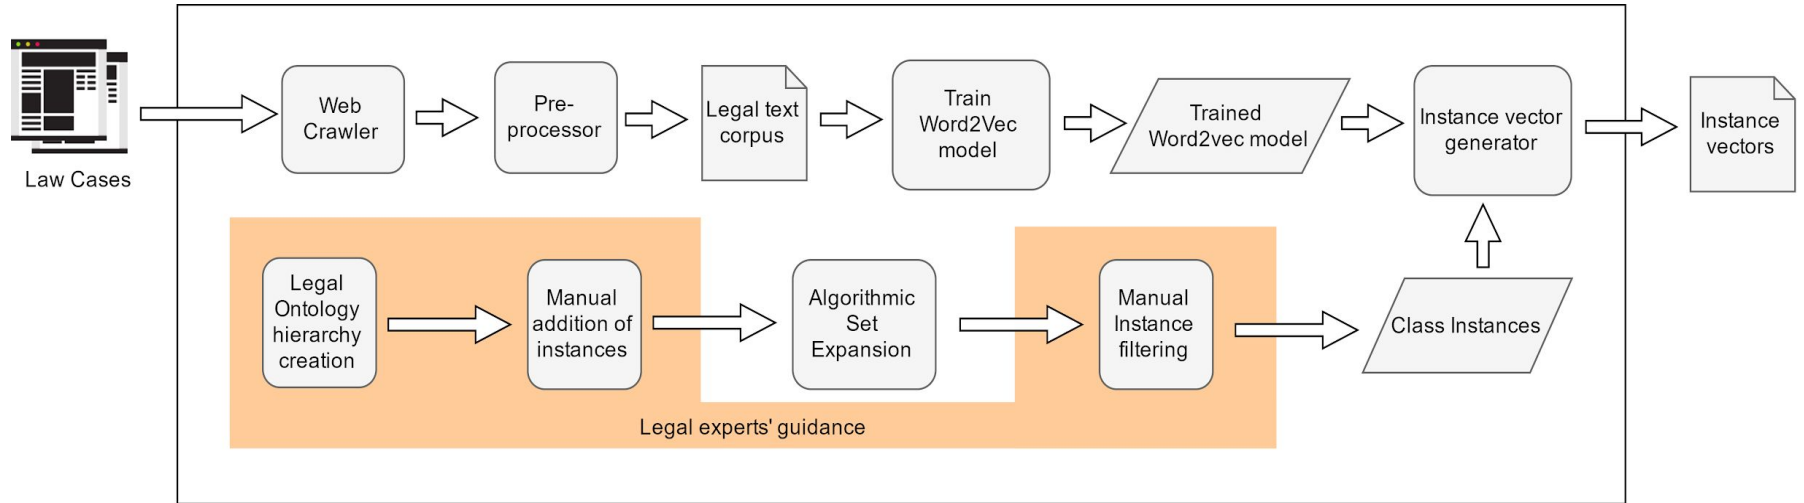 Law Cases
Web
Crawler
Pre-
processor
Legal text
corpus
Train
Word2Vec
model
Trained
Word2vec model
Instance vector
generator
Instance
vectors
Legal
Ontology
hierarchy
creation
Manual
addition of
instances
Algorithmic
Set
Expansion
Manual
Instance
filtering
Class Instances
Legal experts' guidance